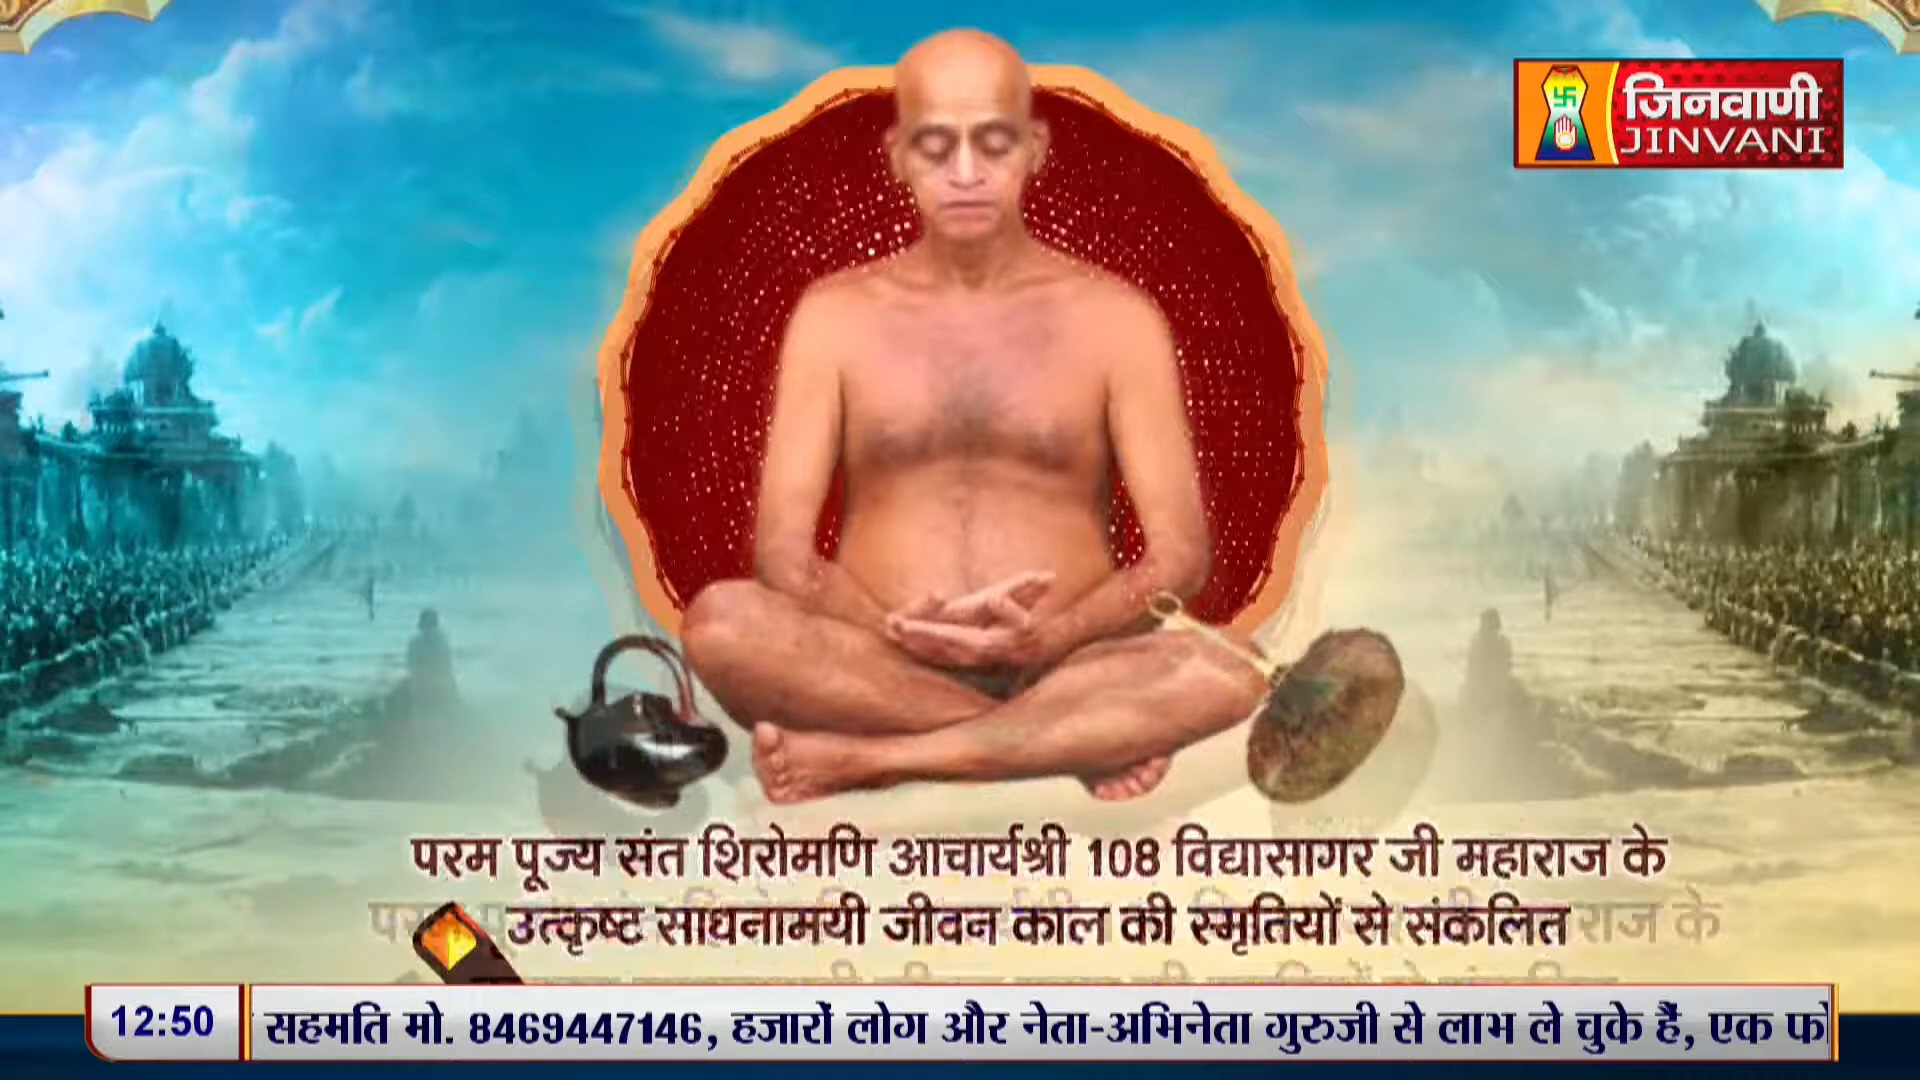 जिनवाणी
JINVANI
परम पूज्य संत शिरोमणि आचार्यश्री 108 विद्यासागर जी महाराज के
उत्कृष्ट साधनामयी जीवन काल की स्मृतियों से संकलित
राज के
12:50
सहमति मो. 8469447146, हजारों लोग और नेता-अभिनेता गुरुजी से लाभ ले चुके हैं, एक